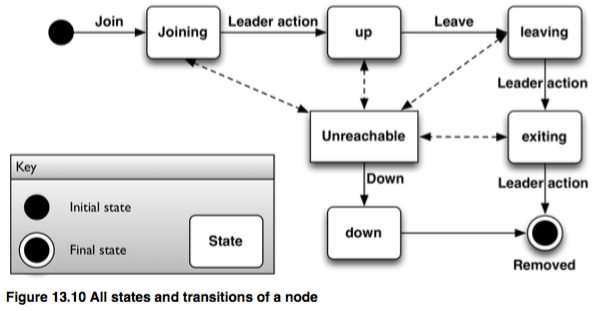 Join
Joining
Leader action
up
Leave
leaving
Leader action
Unreachable
exiting
Down
Leader action
down
Removed
Key
Initial state
Final state
State
Figure 13.10 All states and transitions of a node